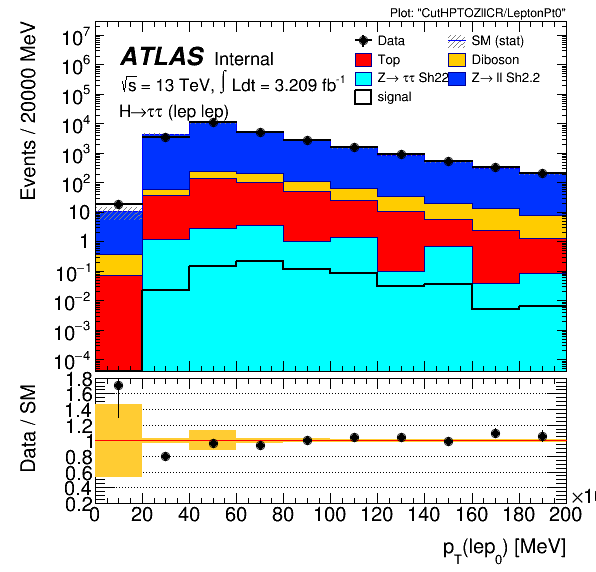 Plot: "CutHPTOZllCR/LeptonPt0"
Events / 20000 MeV
10⁷
10⁶
10⁵
10⁴
10³
10²
10
1
10⁻¹
10⁻²
10⁻³
10⁻⁴
ATLAS Internal
√s = 13 TeV, ∫ Ldt = 3.209 fb⁻¹
H→ττ (lep lep)
Data
SM (stat)
Top
Diboson
Z→ ττ Sh22
Z→ ll Sh2.2
signal
Data / SM
1.8
1.6
1.4
1.2
1
0.8
0.6
0.4
0.2
0 20 40 60 80 100 120 140 160 180 200
×10
p_T(lep_0) [MeV]